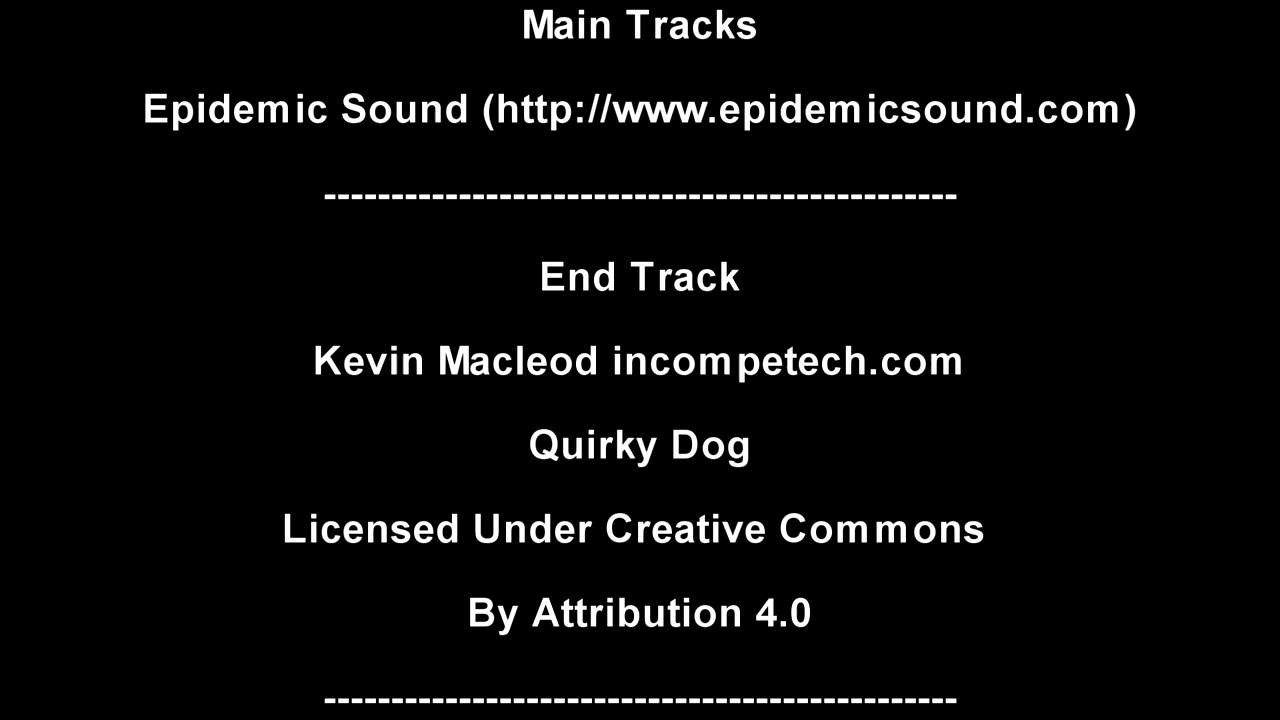 Main Tracks
Epidemic Sound (http://www.epidemicsound.com)
-----------------------------------------------
End Track
Kevin Macleod incompetech.com
Quirky Dog
Licensed Under Creative Commons
By Attribution 4.0
-----------------------------------------------